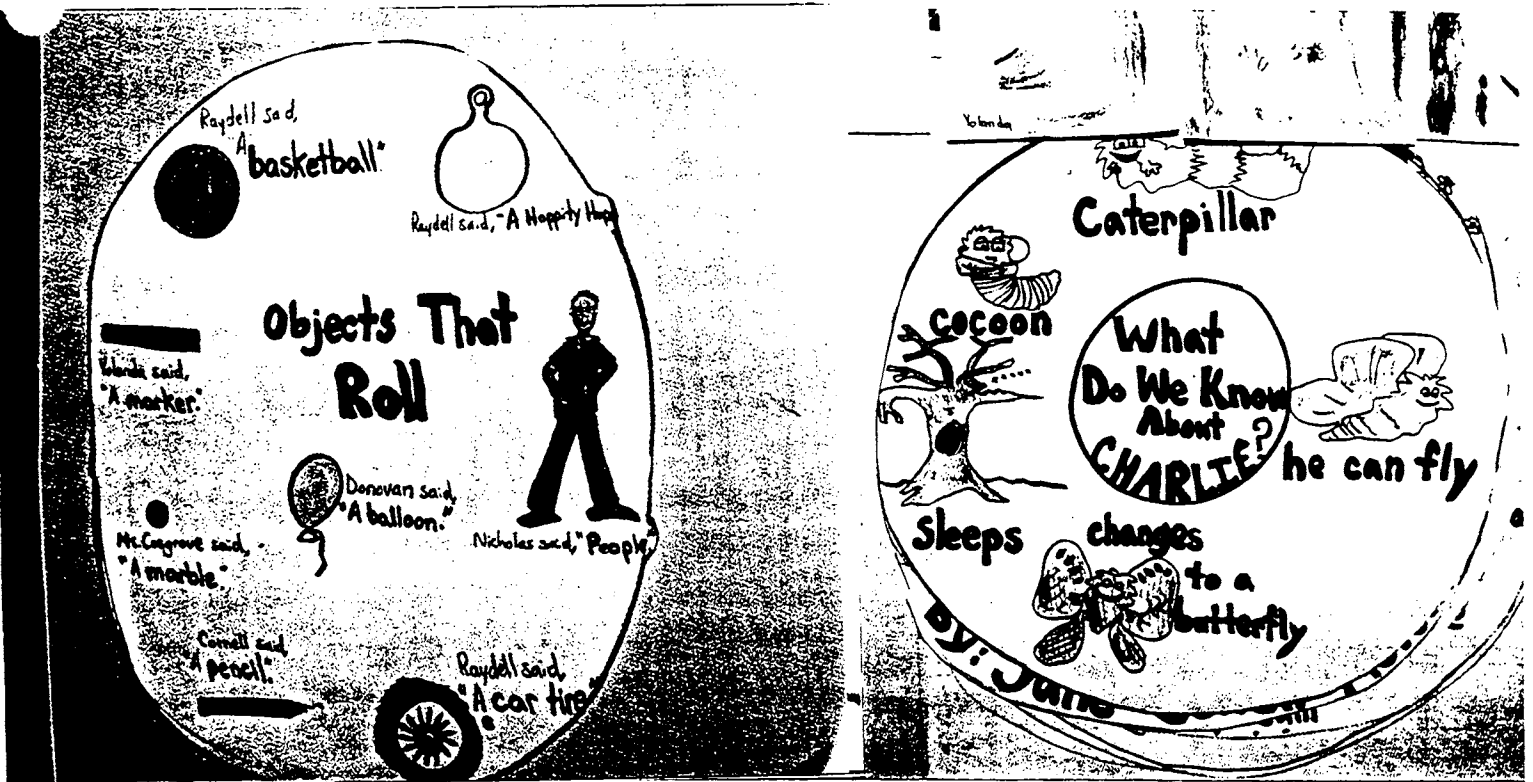 Raydell said,
"A basketball"
Raydell said, "A Hoppity Hop
Objects That
Roll
Yolanda said,
"A marker."
Donovan said,
"A balloon."
Mr. Cosgrove said,
"A marble."
Nicholas said, "People."
Cornell said,
"A pencil".
Raydell said,
"A car tire
Yolanda
Caterpillar
cocoon
What
Do We Know
About
CHARLIE?
he can fly
Sleeps
changes
to a
butterfly
By: